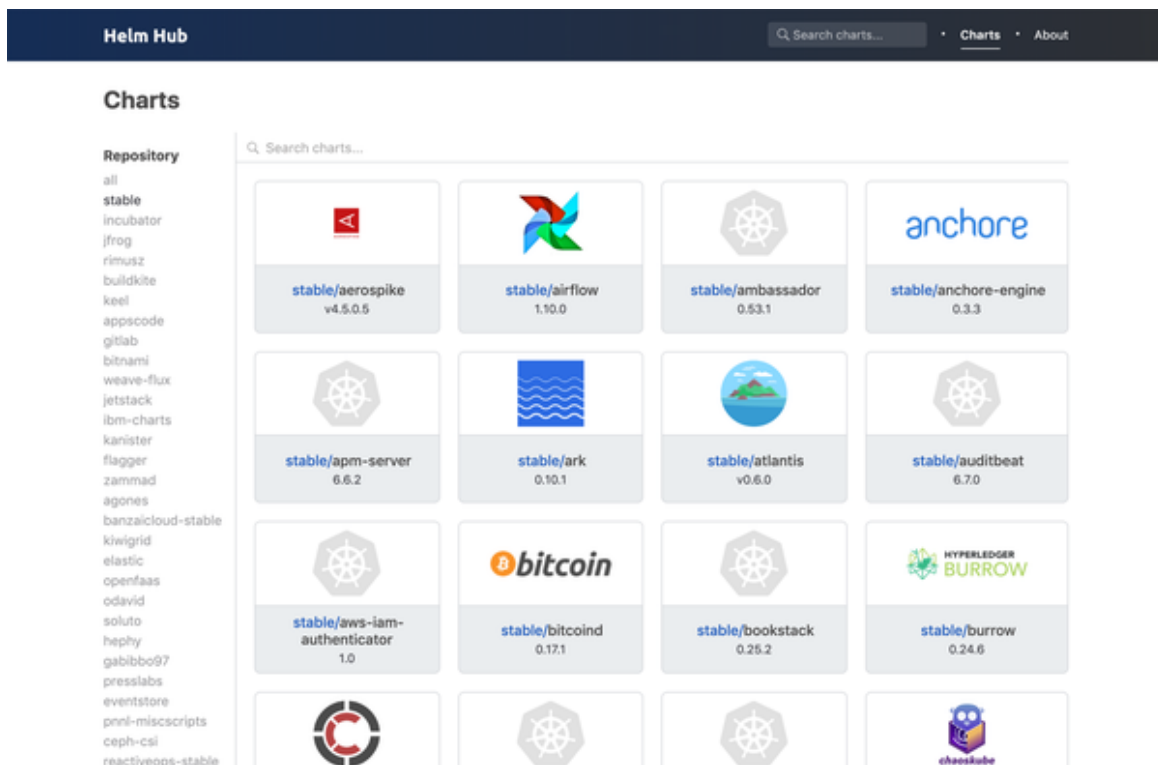 Helm Hub
Search charts...
Charts
About
Charts
Repository
all
stable
incubator
jfrog
rimusz
buildkite
keel
appscode
gitlab
bitnami
weave-flux
jetstack
ibm-charts
kanister
flagger
zammad
agones
banzaicloud-stable
kiwigrid
elastic
openfaas
odavid
soluto
hephy
gabibbo97
presslabs
eventstore
pnnl-miscscripts
ceph-csi
reactiveops-stable
Search charts...
stable/aerospike
v4.5.0.5
stable/airflow
1.10.0
stable/ambassador
0.53.1
anchore
stable/anchore-engine
0.3.3
stable/apm-server
6.6.2
stable/ark
0.10.1
stable/atlantis
v0.6.0
stable/auditbeat
6.7.0
stable/aws-iam-
authenticator
1.0
bitcoin
stable/bitcoind
0.17.1
stable/bookstack
0.25.2
HYPERLEDGER
BURROW
stable/burrow
0.24.6
chaoskube